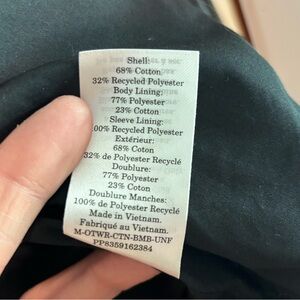 Shell:
68% Cotton
32% Recycled Polyester
Body Lining:
77% Polyester
23% Cotton
Sleeve Lining:
100% Recycled Polyester
Extérieur:
68% Coton
32% de Polyester Recyclé
Doublure:
77% Polyester
23% Coton
Doublure Manches:
100% de Polyester Recyclé
Made in Vietnam.
Fabriqué au Vietnam.
M-OTWR-CTN-BMB-UNF
PP8359162384